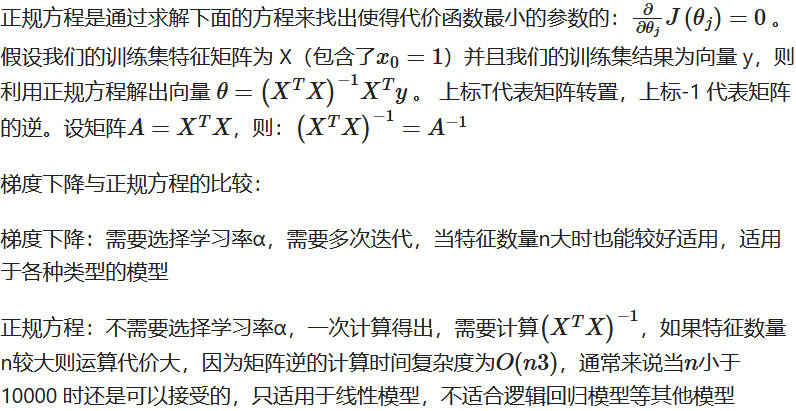 正规方程是通过求解下面的方程来找出使得代价函数最小的参数的：$\frac{\partial}{\partial\theta_j}J\left(\theta_j\right)=0$ 。
假设我们的训练集特征矩阵为 X（包含了$x_0=1$）并且我们的训练集结果为向量 y，则
利用正规方程解出向量 $\theta=\left(X^TX\right)^{-1}X^Ty$ 。 上标T代表矩阵转置，上标-1 代表矩阵
的逆。设矩阵$A=X^TX$，则：$\left(X^TX\right)^{-1}=A^{-1}$
梯度下降与正规方程的比较：
梯度下降：需要选择学习率α，需要多次迭代，当特征数量n大时也能较好适用，适用
于各种类型的模型
正规方程：不需要选择学习率α，一次计算得出，需要计算$\left(X^TX\right)^{-1}$，如果特征数量
n较大则运算代价大，因为矩阵逆的计算时间复杂度为$O(n3)$，通常来说当$n$小于
10000 时还是可以接受的，只适用于线性模型，不适合逻辑回归模型等其他模型